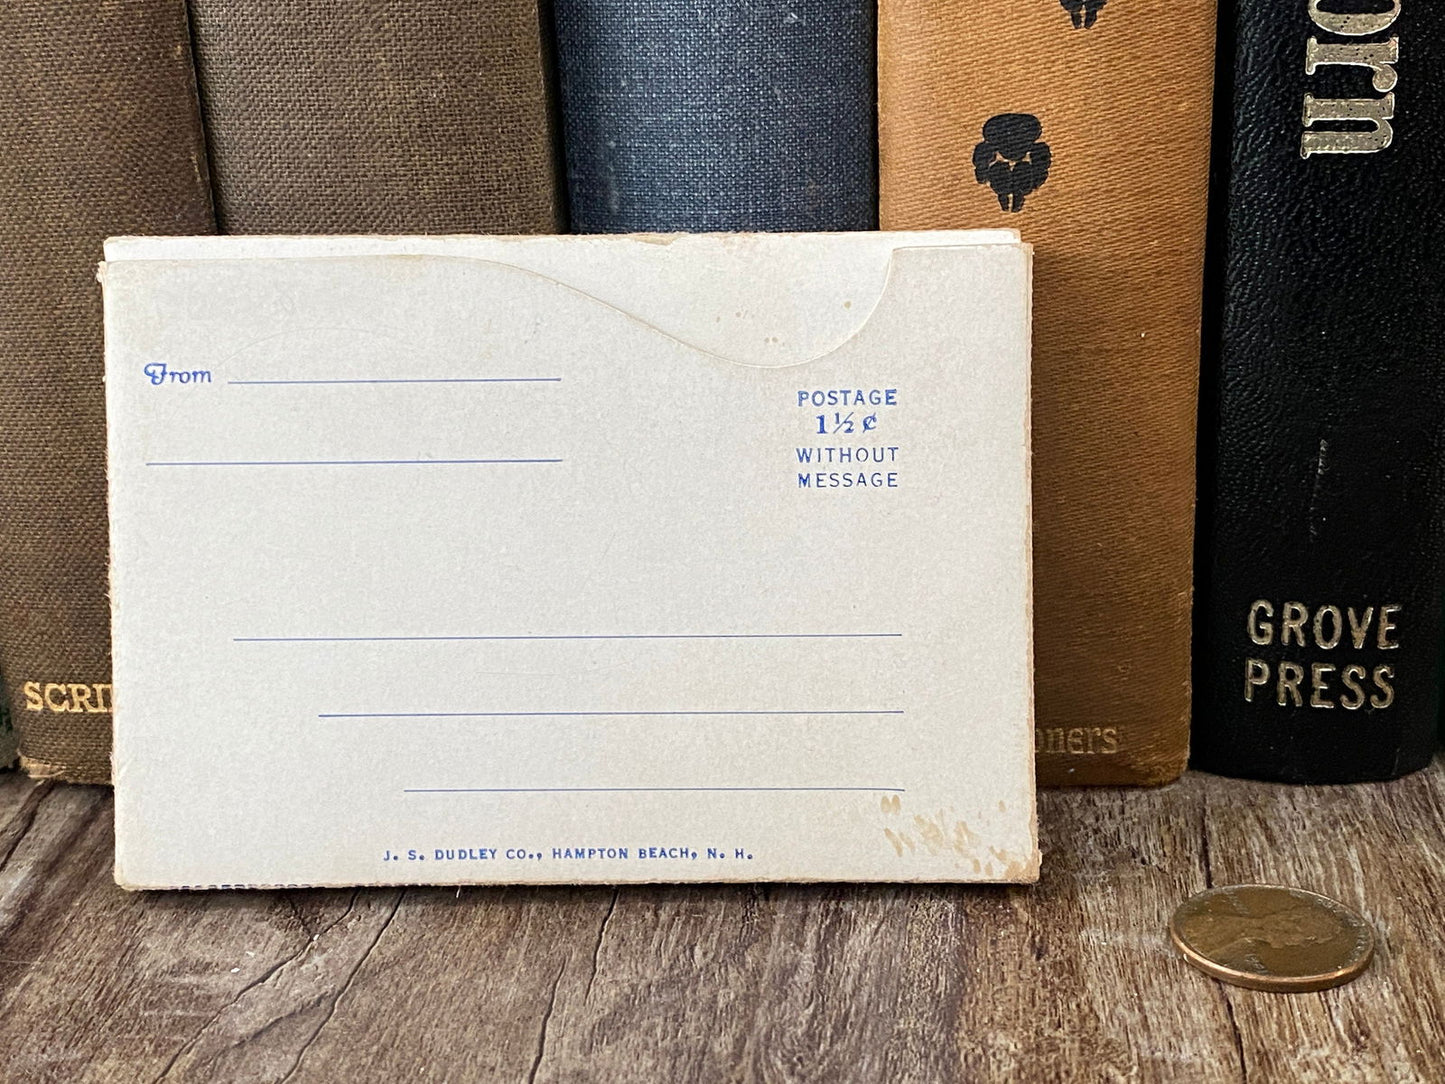 orn
From
POSTAGE
1½¢
WITHOUT
MESSAGE
GROVE
PRESS
SCRI
oners
J. S. DUDLEY CO., HAMPTON BEACH, N. H.